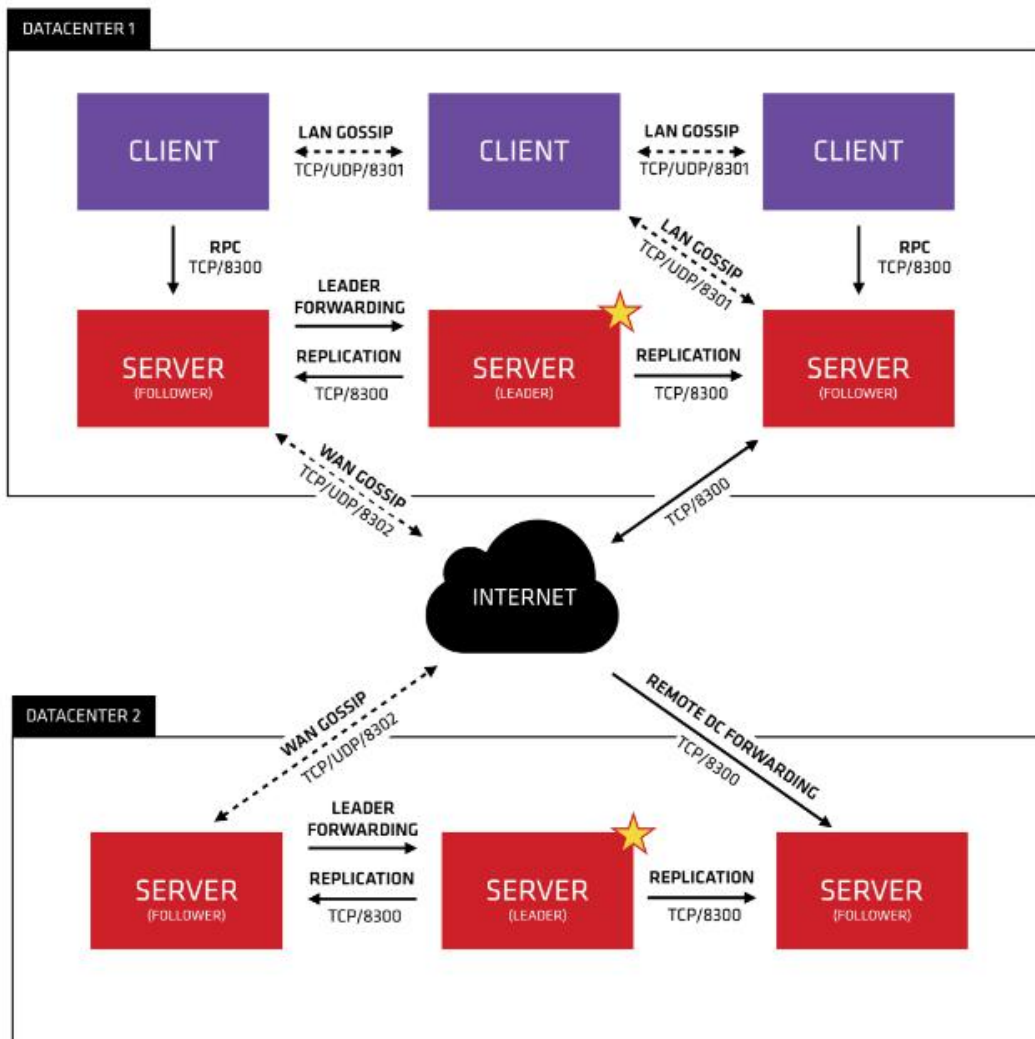 DATACENTER 1
CLIENT
LAN GOSSIP
TCP/UDP/8301
CLIENT
LAN GOSSIP
TCP/UDP/8301
CLIENT
RPC
TCP/8300
LAN GOSSIP
TCP/UDP/8301
RPC
TCP/8300
SERVER
(FOLLOWER)
LEADER
FORWARDING
REPLICATION
TCP/8300
SERVER
(LEADER)
REPLICATION
TCP/8300
SERVER
(FOLLOWER)
WAN GOSSIP
TCP/UDP/8302
TCP/8300
INTERNET
DATACENTER 2
WAN GOSSIP
TCP/UDP/8302
REMOTE DC FORWARDING
TCP/8300
SERVER
(FOLLOWER)
LEADER
FORWARDING
REPLICATION
TCP/8300
SERVER
(LEADER)
REPLICATION
TCP/8300
SERVER
(FOLLOWER)